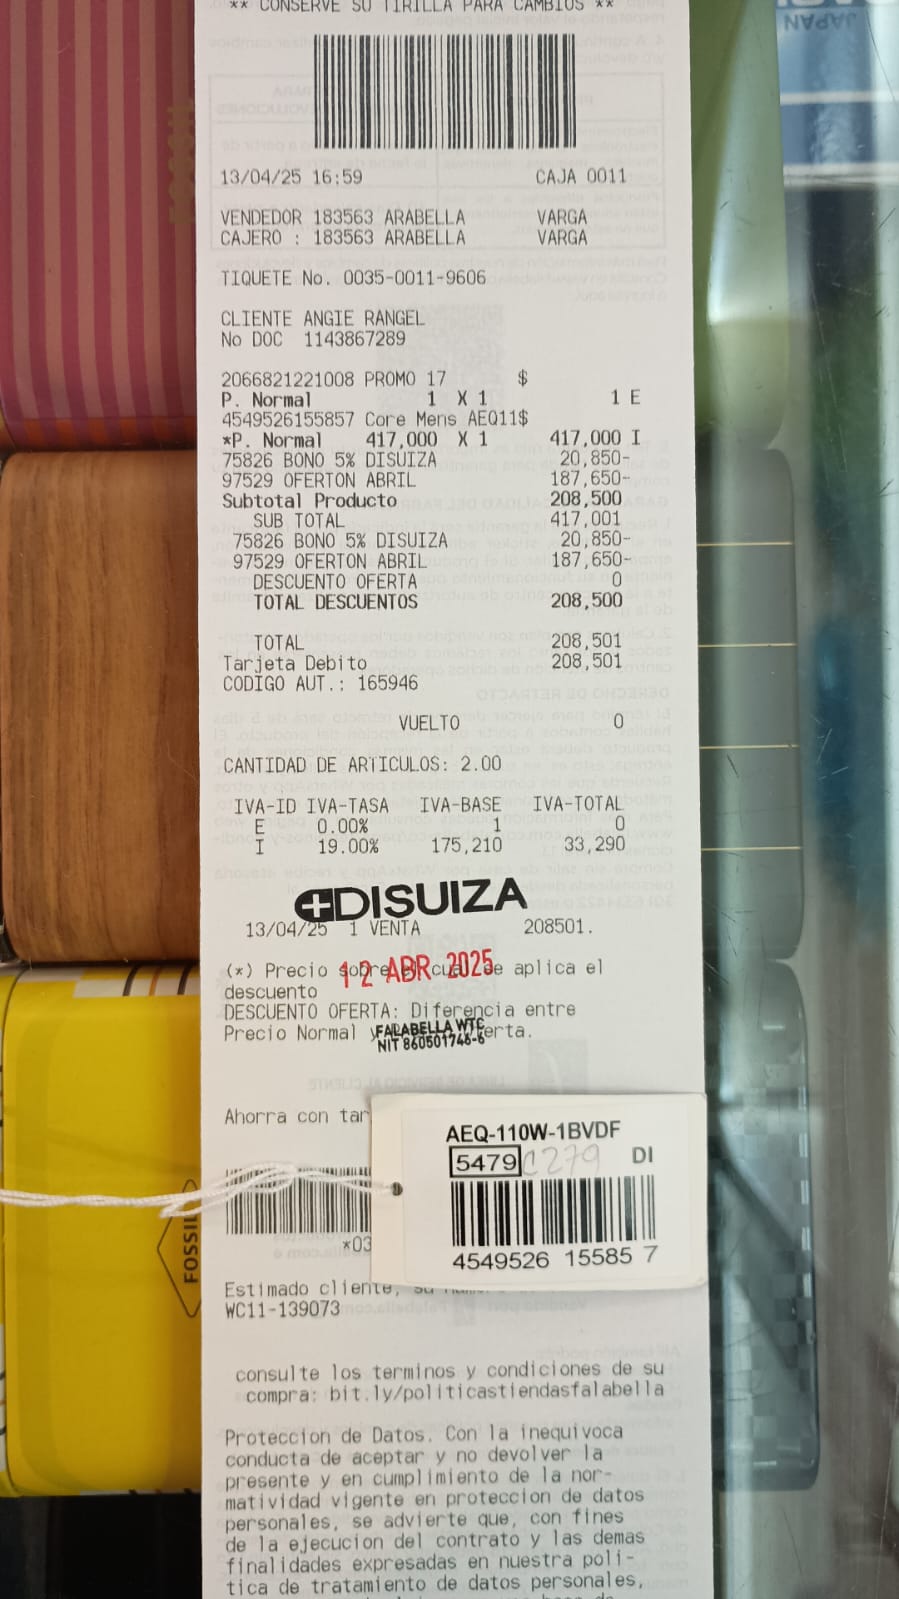 ** CONSERVE SU TIRILLA PARA CAMBIOS **
JAPAN
FOSSIL
13/04/25 16:59 CAJA 0011
VENDEDOR 183563 ARABELLA VARGA
CAJERO : 183563 ARABELLA VARGA
TIQUETE No. 0035-0011-9606
CLIENTE ANGIE RANGEL
No DOC 1143867289
2066821221008 PROMO 17 $
P. Normal 1 X 1 1 E
4549526155857 Core Mens AEQ11$
*P. Normal 417,000 X 1 417,000 I
75826 BONO 5% DISUIZA 20,850-
97529 OFERTON ABRIL 187,650-
Subtotal Producto 208,500
SUB TOTAL 417,001
75826 BONO 5% DISUIZA 20,850-
97529 OFERTON ABRIL 187,650-
DESCUENTO OFERTA 0
TOTAL DESCUENTOS 208,500
TOTAL 208,501
Tarjeta Debito 208,501
CODIGO AUT.: 165946
VUELTO 0
CANTIDAD DE ARTICULOS: 2.00
IVA-ID IVA-TASA IVA-BASE IVA-TOTAL
E 0.00% 1 0
I 19.00% 175,210 33,290
DISUIZA
13/04/25 1 VENTA 208501.
12 ABR 2025
(*) Precio sobre el cual se aplica el
descuento
DESCUENTO OFERTA: Diferencia entre
Precio Normal y Oferta.
FALABELLA WTC
NIT 860501746-6
Ahorra con tar
AEQ-110W-1BVDF
5479 C279 DI
4549526 15585 7
*03
FOSSIL
Estimado cliente, su
WC11-139073
consulte los terminos y condiciones de su
compra: bit.ly/politicastiendasfalabella
Proteccion de Datos. Con la inequivoca
conducta de aceptar y no devolver la
presente y en cumplimiento de la nor-
matividad vigente en proteccion de datos
personales, se advierte que, con fines
de la ejecucion del contrato y las demas
finalidades expresadas en nuestra poli-
tica de tratamiento de datos personales,